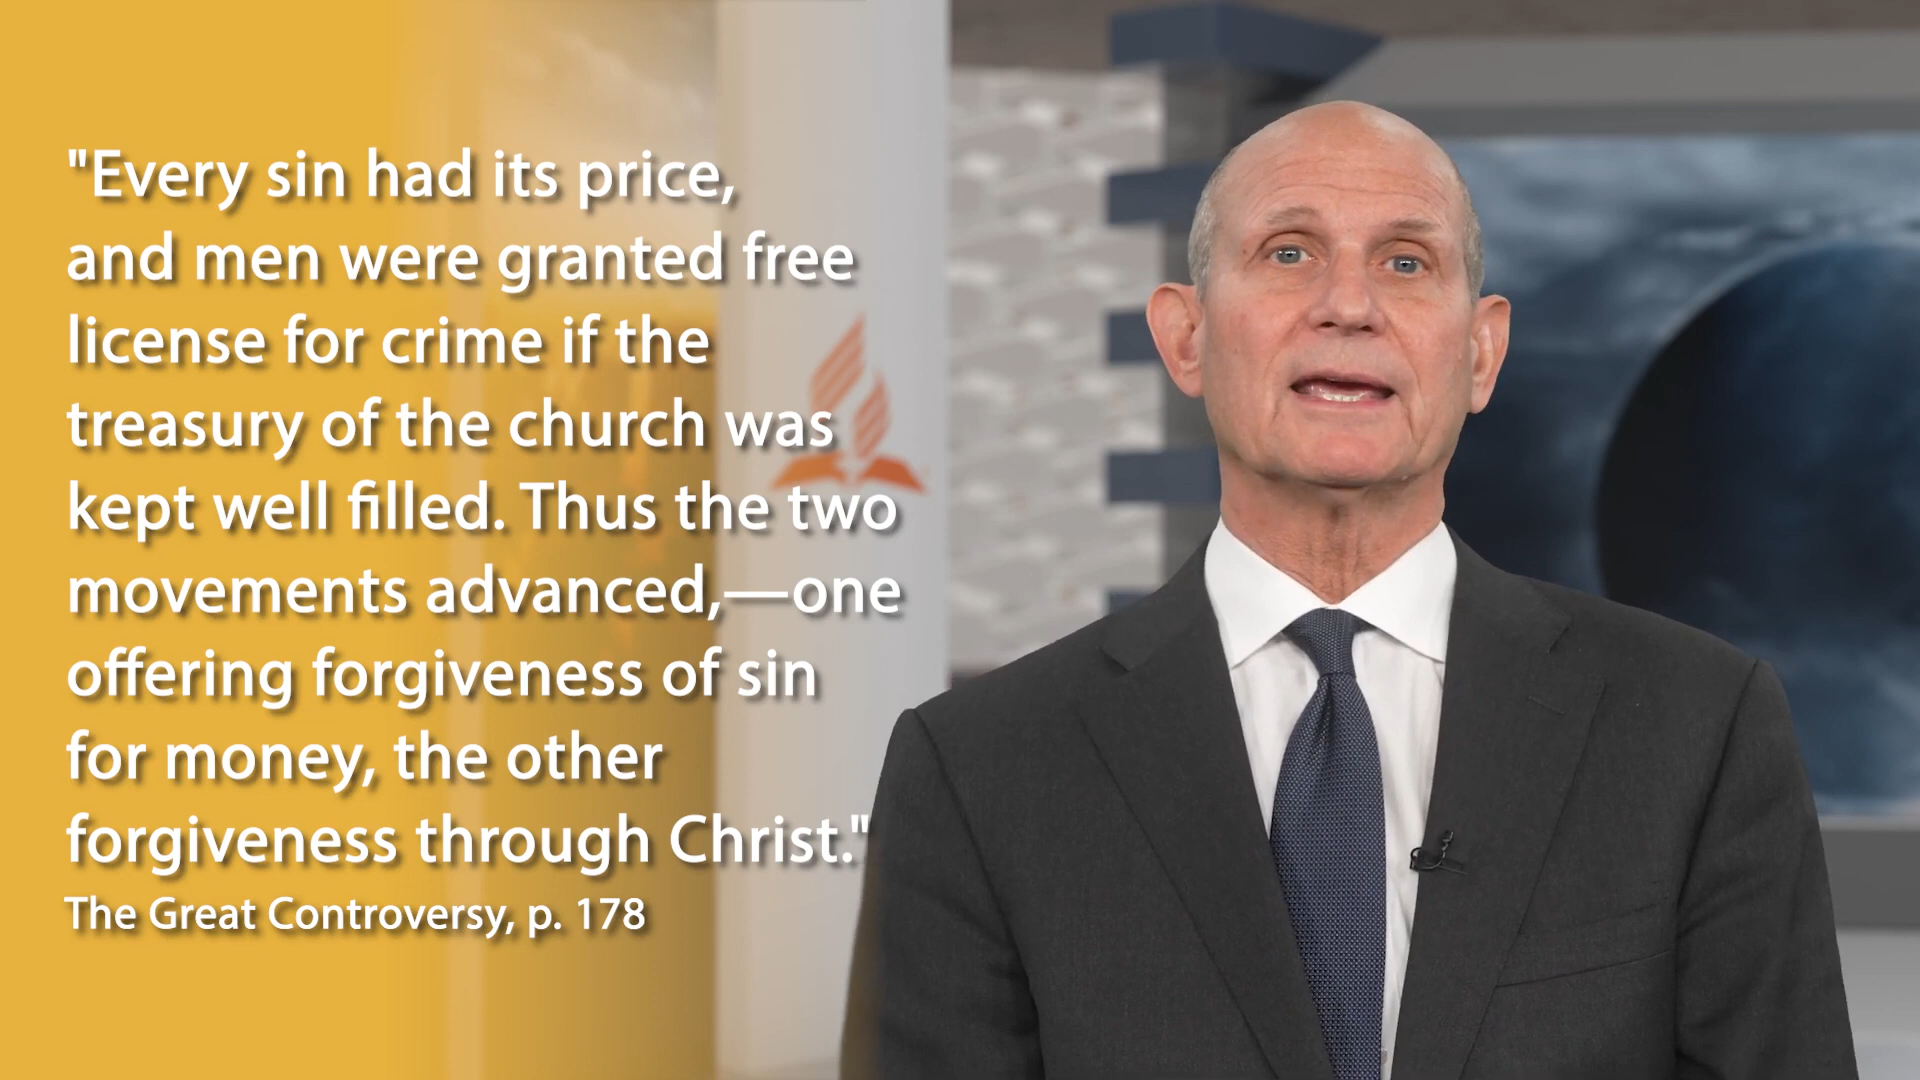 "Every sin had its price,
and men were granted free
license for crime if the
treasury of the church was
kept well filled. Thus the two
movements advanced,—one
offering forgiveness of sin
for money, the other
forgiveness through Christ."
The Great Controversy, p. 178